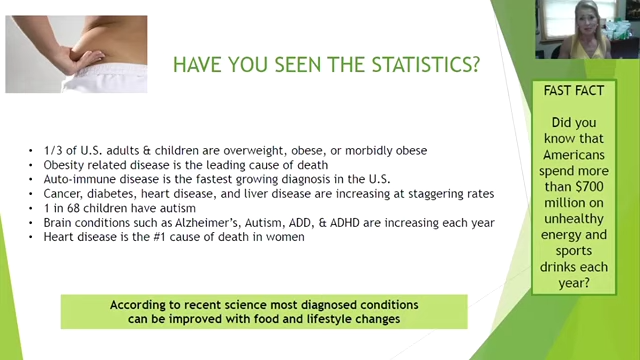 HAVE YOU SEEN THE STATISTICS?
• 1/3 of U.S. adults & children are overweight, obese, or morbidly obese
• Obesity related disease is the leading cause of death
• Auto-immune disease is the fastest growing diagnosis in the U.S.
• Cancer, diabetes, heart disease, and liver disease are increasing at staggering rates
• 1 in 68 children have autism
• Brain conditions such as Alzheimer's, Autism, ADD, & ADHD are increasing each year
• Heart disease is the #1 cause of death in women
According to recent science most diagnosed conditions
can be improved with food and lifestyle changes
FAST FACT
Did you
know that
Americans
spend more
than $700
million on
unhealthy
energy and
sports
drinks each
year?